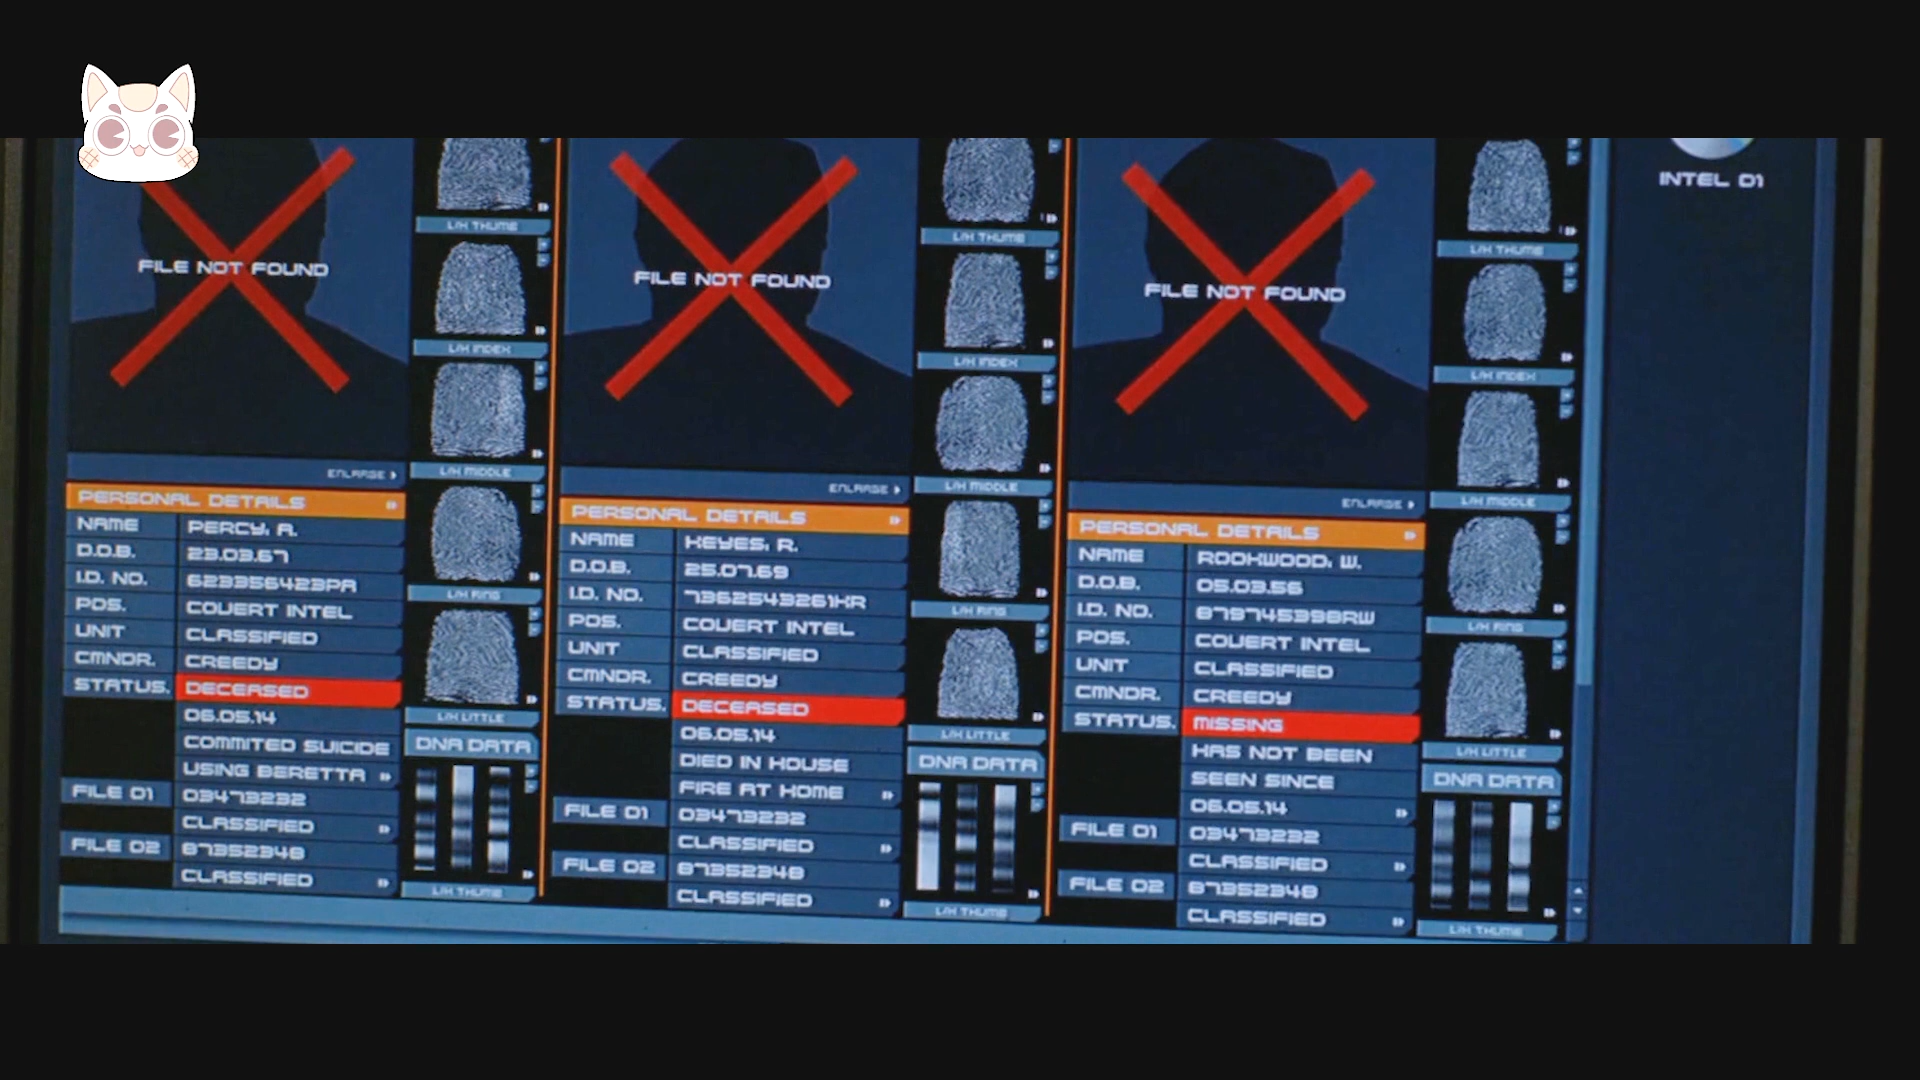 INTEL 01
FILE NOT FOUND
L/H THUMB
L/H INDEX
L/H MIDDLE
ENLARGE
PERSONAL DETAILS
NAME PERCY, A.
D.O.B. 23.03.67
I.D. NO. 623356423PA
POS. COVERT INTEL
UNIT CLASSIFIED
CMNDR. CREEDY
STATUS. DECEASED
06.05.14
COMMITED SUICIDE
USING BERETTA
FILE 01 03473232
CLASSIFIED
FILE 02 87352348
CLASSIFIED
L/H RING
L/H LITTLE
DNA DATA
L/H THUMB
FILE NOT FOUND
L/H THUMB
L/H INDEX
L/H MIDDLE
ENLARGE
PERSONAL DETAILS
NAME KEYES, R.
D.O.B. 25.07.69
I.D. NO. 7362543261KR
POS. COVERT INTEL
UNIT CLASSIFIED
CMNDR. CREEDY
STATUS. DECEASED
06.05.14
DIED IN HOUSE
FIRE AT HOME
FILE 01 03473232
CLASSIFIED
FILE 02 87352348
CLASSIFIED
L/H RING
L/H LITTLE
DNA DATA
L/H THUMB
FILE NOT FOUND
L/H THUMB
L/H INDEX
L/H MIDDLE
ENLARGE
PERSONAL DETAILS
NAME ROOKWOOD, W.
D.O.B. 05.03.56
I.D. NO. 879745398RW
POS. COVERT INTEL
UNIT CLASSIFIED
CMNDR. CREEDY
STATUS. MISSING
HAS NOT BEEN
SEEN SINCE
06.05.14
FILE 01 03473232
CLASSIFIED
FILE 02 87352348
CLASSIFIED
L/H RING
L/H LITTLE
DNA DATA
L/H THUMB